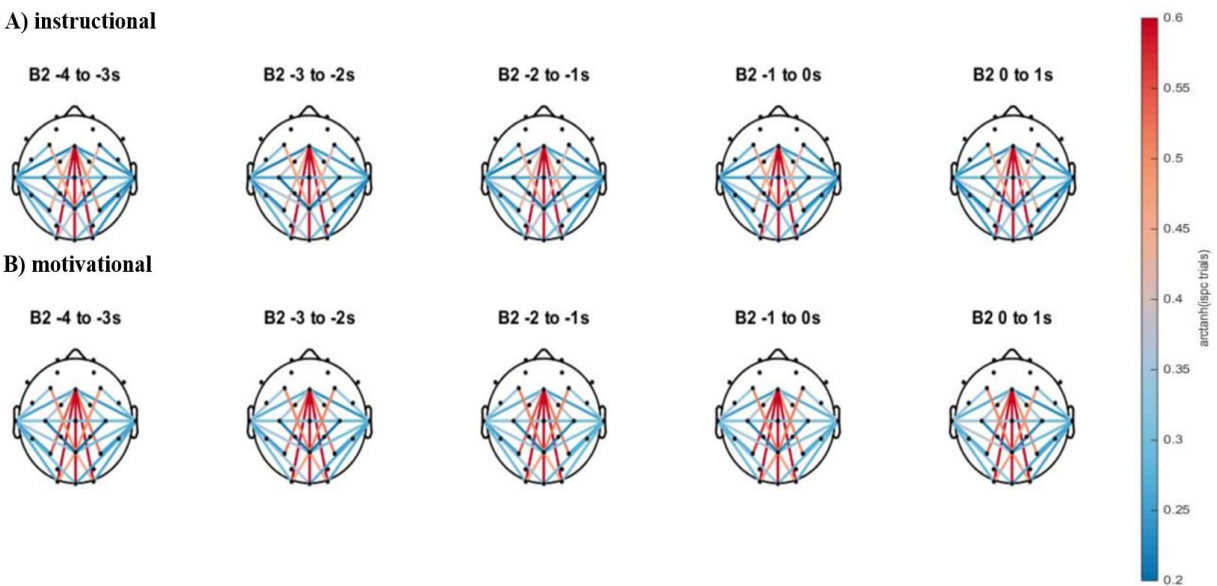 A) instructional
B2 -4 to -3s
B2 -3 to -2s
B2 -2 to -1s
B2 -1 to 0s
B2 0 to 1s
B) motivational
B2 -4 to -3s
B2 -3 to -2s
B2 -2 to -1s
B2 -1 to 0s
B2 0 to 1s
0.6
0.55
0.5
0.45
0.4
0.35
0.3
0.25
0.2
arctanh(ispc trials)